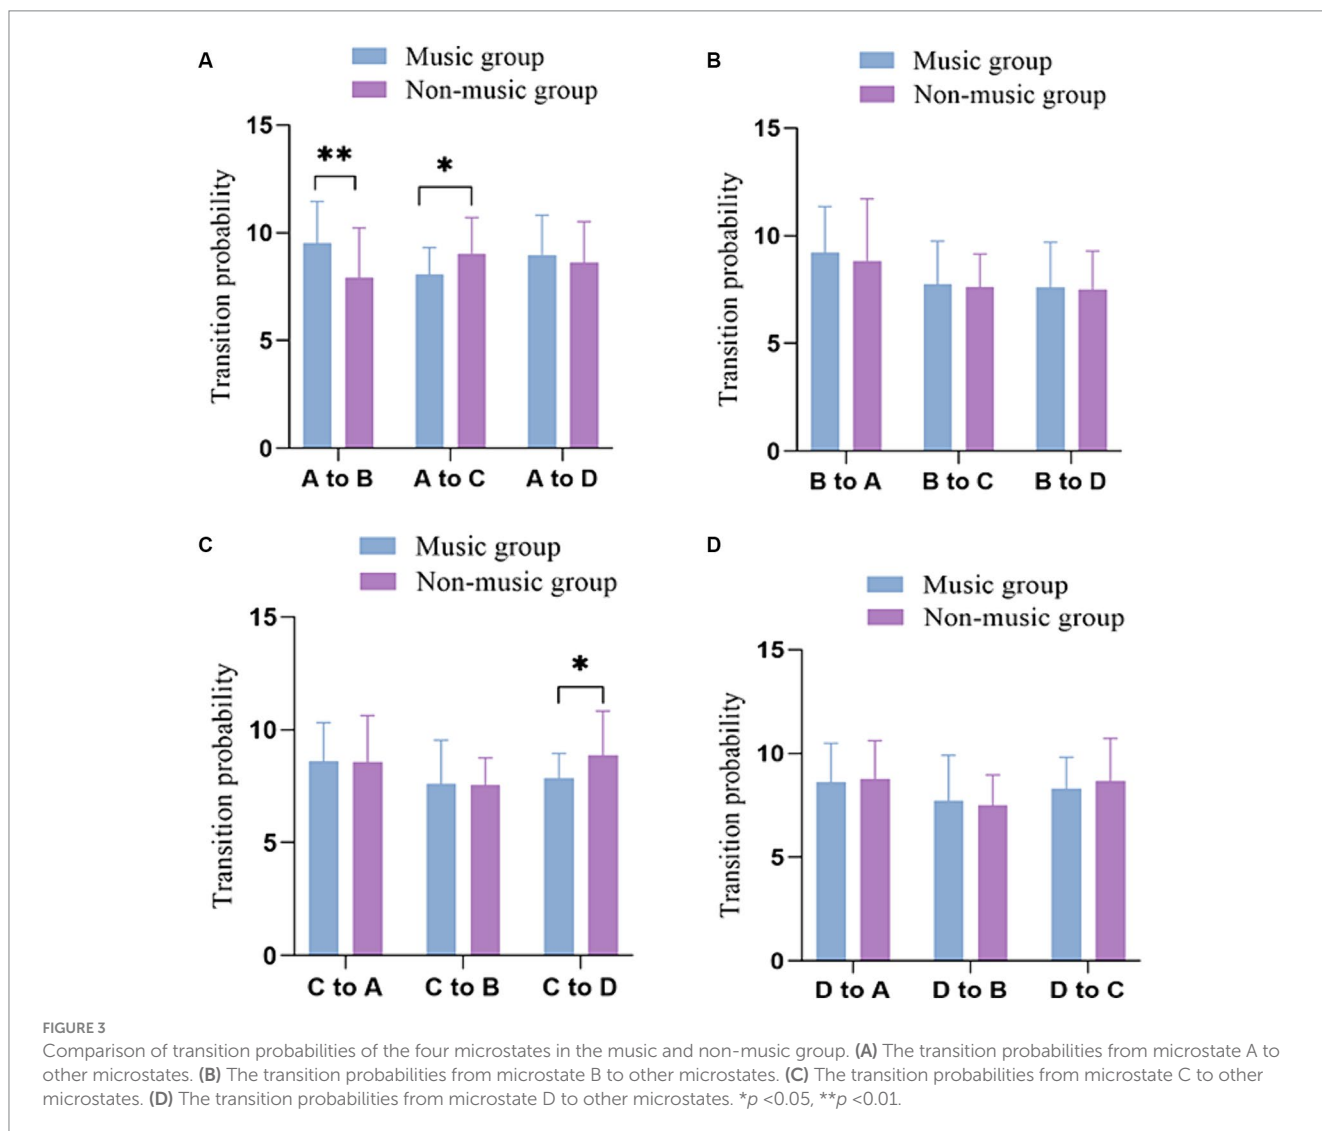 A
Music group
Non-music group
Transition probability
15
10
5
0
**
*
A to B
A to C
A to D
B
Music group
Non-music group
Transition probability
15
10
5
0
B to A
B to C
B to D
C
Music group
Non-music group
Transition probability
15
10
5
0
*
C to A
C to B
C to D
D
Music group
Non-music group
Transition probability
15
10
5
0
D to A
D to B
D to C
FIGURE 3
Comparison of transition probabilities of the four microstates in the music and non-music group. (A) The transition probabilities from microstate A to
other microstates. (B) The transition probabilities from microstate B to other microstates. (C) The transition probabilities from microstate C to other
microstates. (D) The transition probabilities from microstate D to other microstates. *p <0.05, **p <0.01.